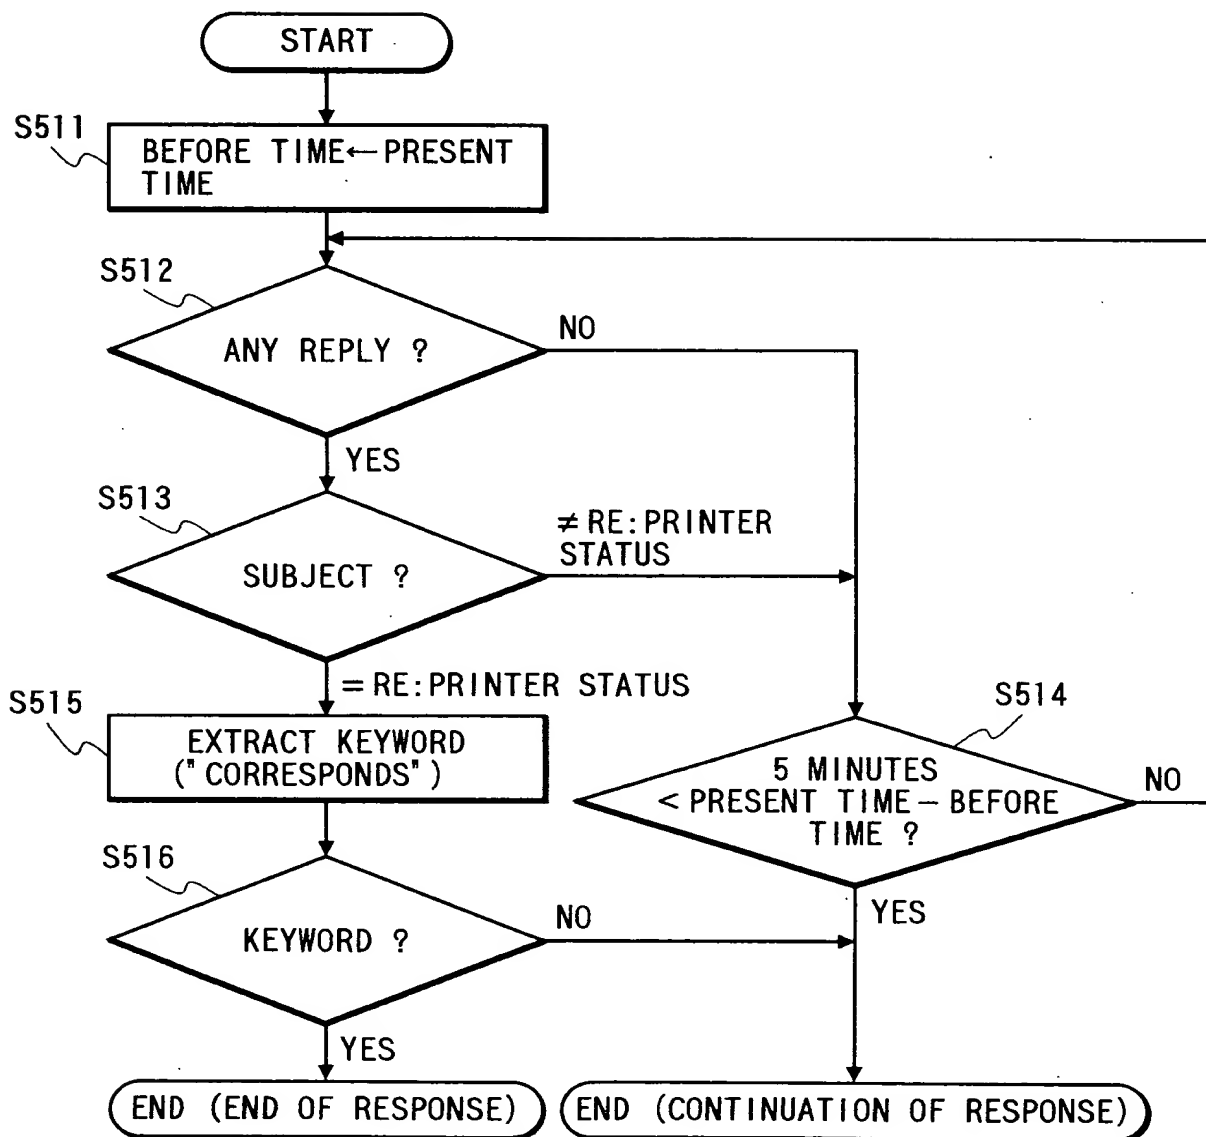 START
S511
BEFORE TIME←PRESENT
TIME
S512
ANY REPLY ?
NO
YES
S513
SUBJECT ?
≠RE:PRINTER
STATUS
=RE:PRINTER STATUS
S515
EXTRACT KEYWORD
("CORRESPONDS")
S514
5 MINUTES
<PRESENT TIME-BEFORE
TIME ?
NO
YES
S516
KEYWORD ?
NO
YES
END (END OF RESPONSE)
END (CONTINUATION OF RESPONSE)